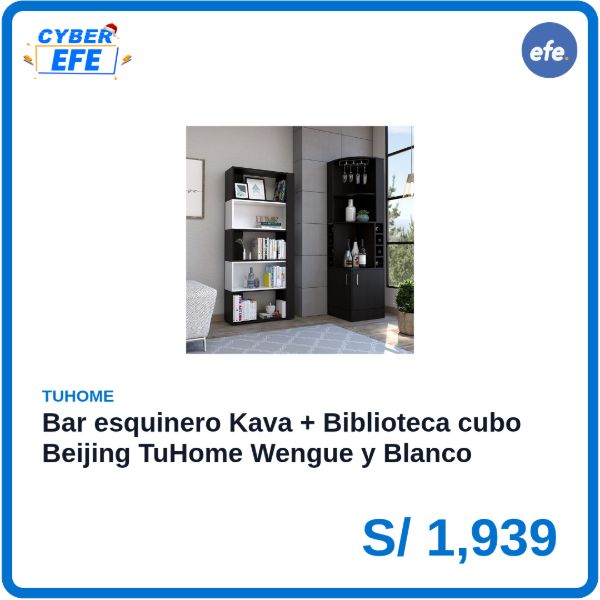 CYBER
EFE
efe.
TUHOME
Bar esquinero Kava + Biblioteca cubo
Beijing TuHome Wengue y Blanco
S/ 1,939